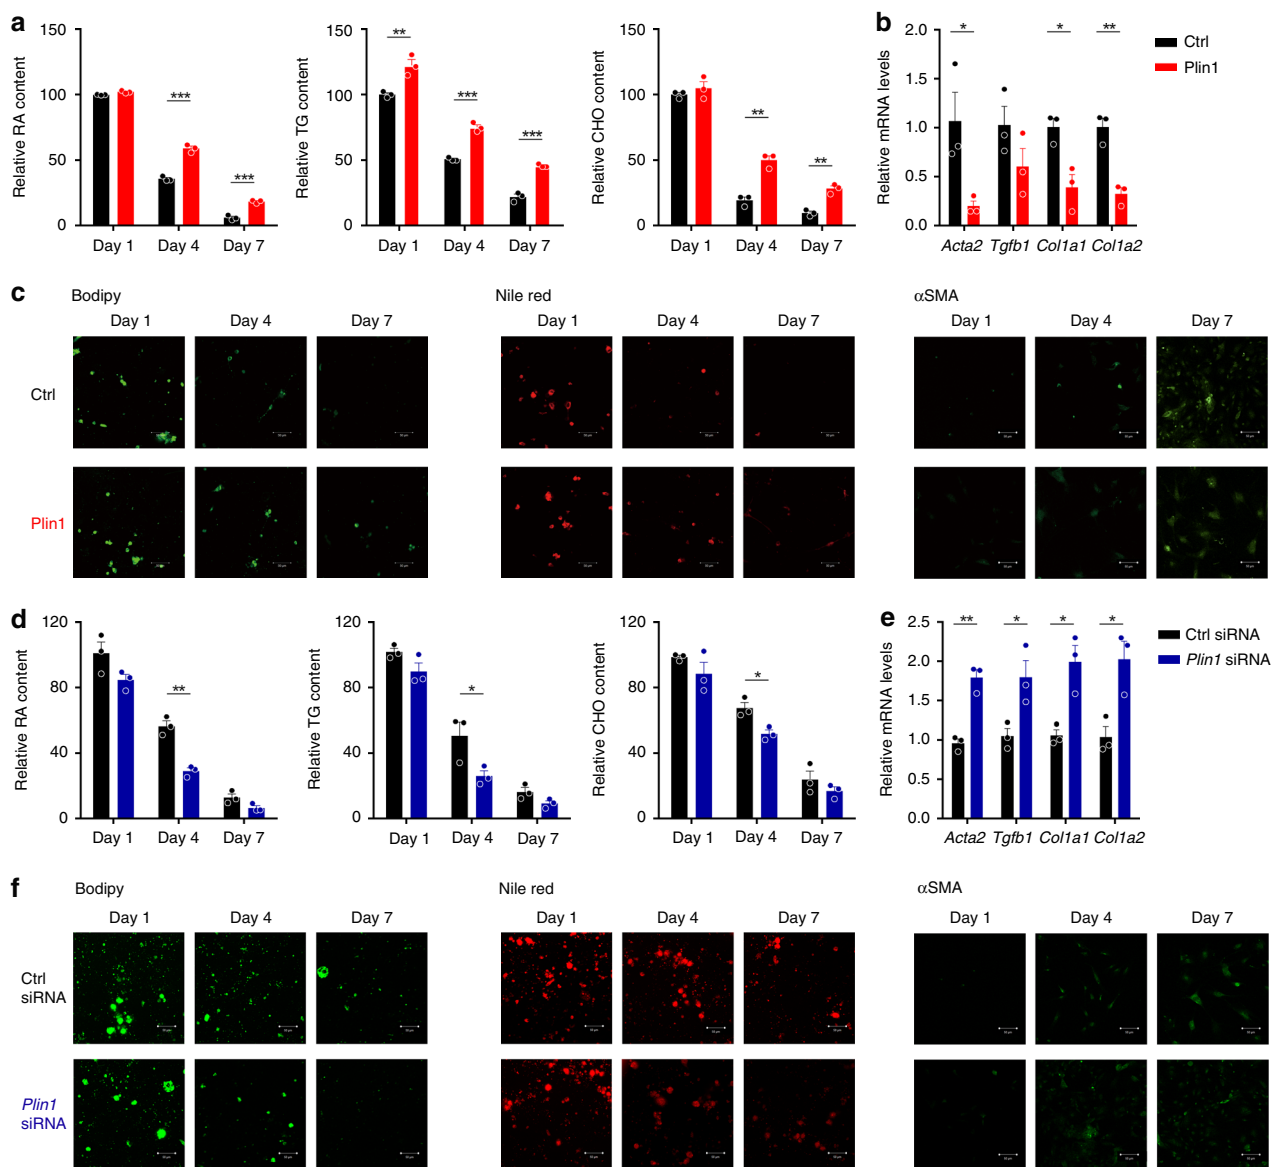 a
150
100
50
0
Relative RA content
***
***
Day 1 Day 4 Day 7
150
100
50
0
Relative TG content
**
***
***
Day 1 Day 4 Day 7
150
100
50
0
Relative CHO content
**
**
Day 1 Day 4 Day 7
b
2.0
1.5
1.0
0.5
0.0
Relative mRNA levels
* * **
Acta2 Tgfb1 Col1a1 Col1a2
Ctrl
Plin1
c
Bodipy Nile red αSMA
Day 1 Day 4 Day 7 Day 1 Day 4 Day 7 Day 1 Day 4 Day 7
Ctrl
Plin1
d
120
80
40
0
Relative RA content
**
Day 1 Day 4 Day 7
120
80
40
0
Relative TG content
*
Day 1 Day 4 Day 7
120
80
40
0
Relative CHO content
*
Day 1 Day 4 Day 7
e
2.5
2.0
1.5
1.0
0.5
0.0
Relative mRNA levels
** * * *
Acta2 Tgfb1 Col1a1 Col1a2
Ctrl siRNA
Plin1 siRNA
f
Bodipy Nile red αSMA
Day 1 Day 4 Day 7 Day 1 Day 4 Day 7 Day 1 Day 4 Day 7
Ctrl
siRNA
Plin1
siRNA